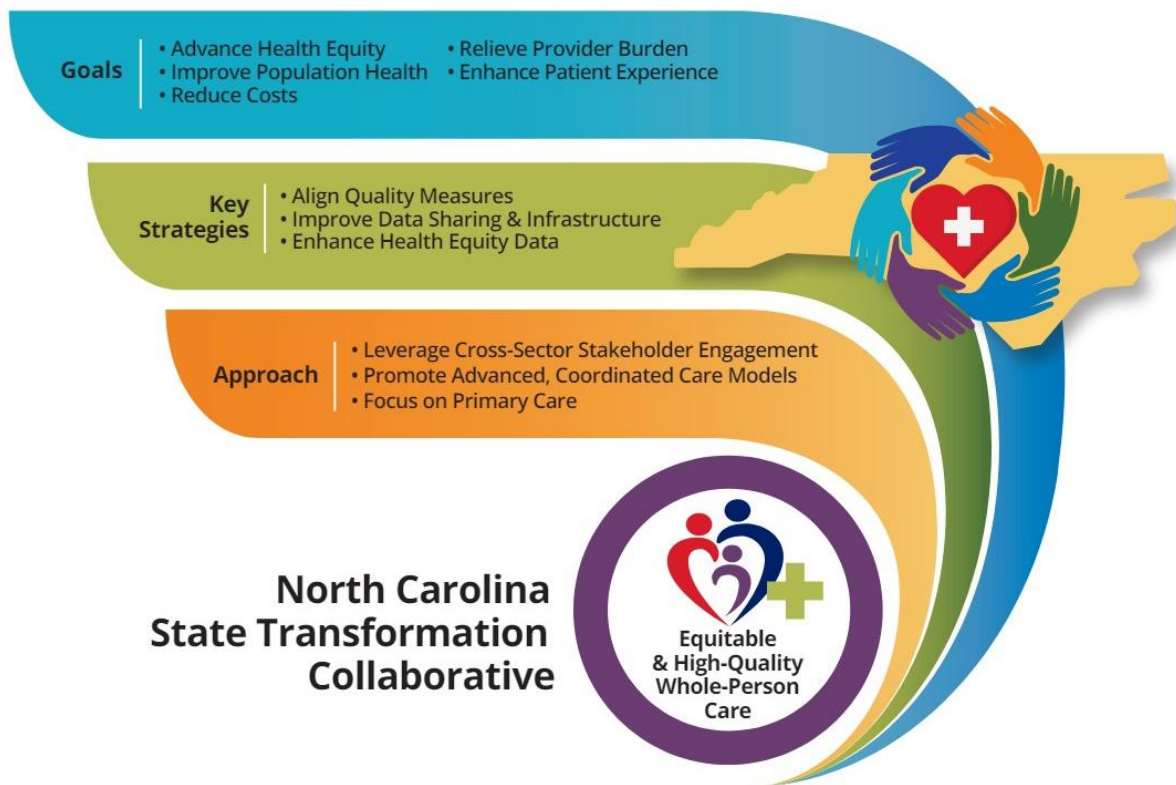 Goals
• Advance Health Equity
• Improve Population Health
• Reduce Costs
• Relieve Provider Burden
• Enhance Patient Experience
Key
Strategies
• Align Quality Measures
• Improve Data Sharing & Infrastructure
• Enhance Health Equity Data
Approach
• Leverage Cross-Sector Stakeholder Engagement
• Promote Advanced, Coordinated Care Models
• Focus on Primary Care
North Carolina
State Transformation
Collaborative
Equitable
& High-Quality
Whole-Person
Care